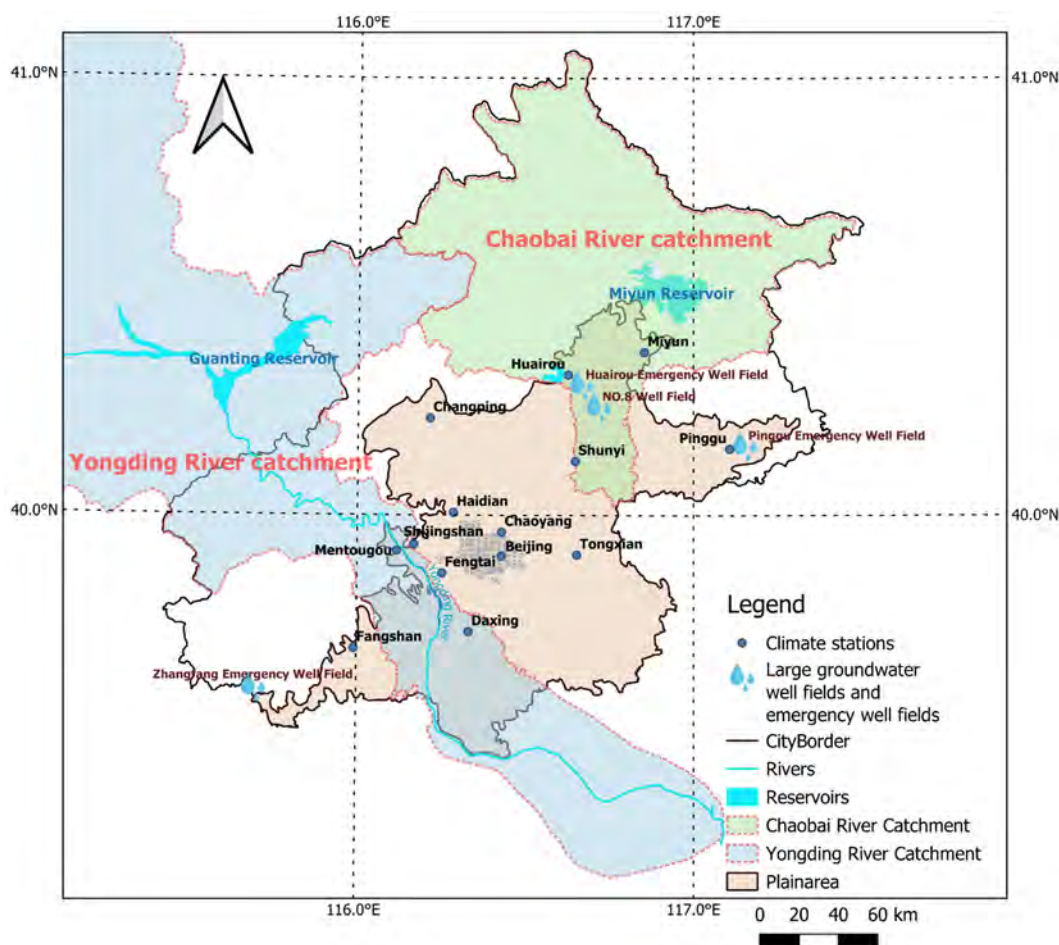 116.0°E
117.0°E
41.0°N
41.0°N
Chaobai River catchment
Miyun Reservoir
Guanting Reservoir
Miyun
Huairou
Huairou Emergency Well Field
NO.8 Well Field
Changping
Pinggu
Pinggu Emergency Well Field
Shunyi
Yongding River catchment
40.0°N
40.0°N
Haidian
Chaoyang
Shijingshan
Mentougou
Beijing
Tongxian
Fengtai
Yongding River
Daxing
Fangshan
Zhangfang Emergency Well Field
Legend
Climate stations
Large groundwater
well fields and
emergency well fields
CityBorder
Rivers
Reservoirs
Chaobai River Catchment
Yongding River Catchment
Plainarea
116.0°E
117.0°E
0 20 40 60 km